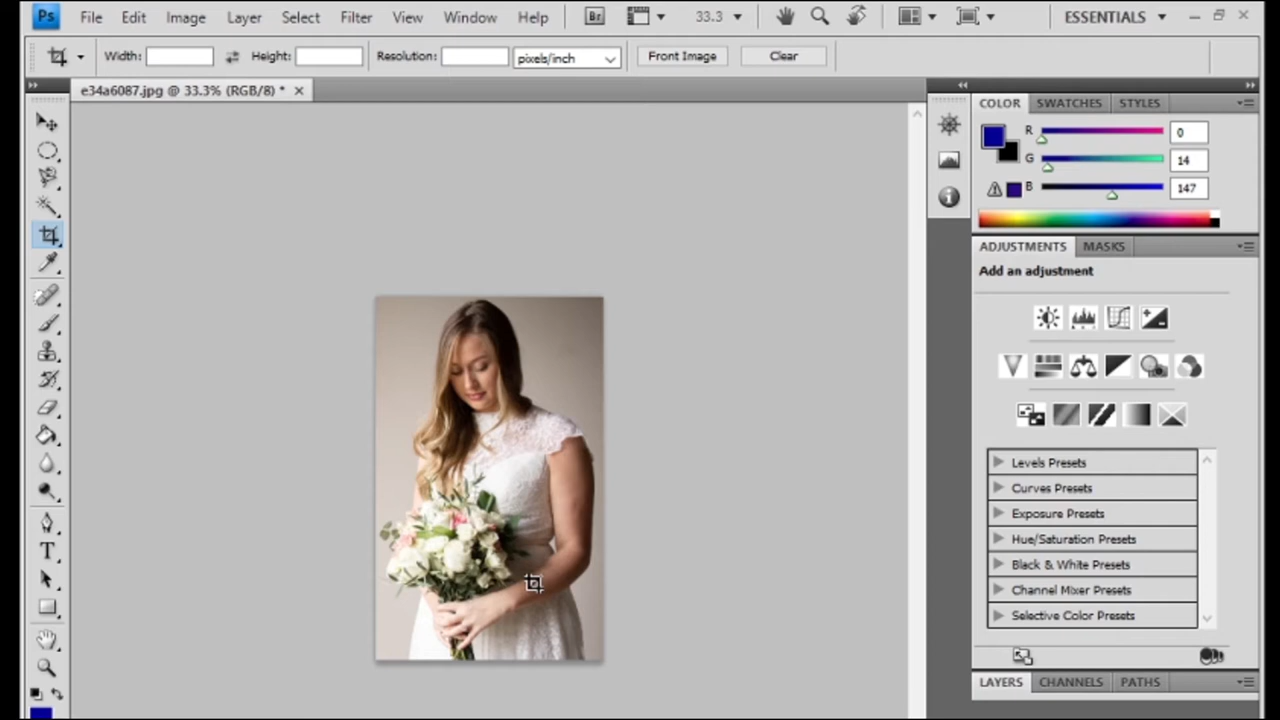 Ps File Edit Image Layer Select Filter View Window Help Br 33.3 ESSENTIALS
Width: Height: Resolution: pixels/inch Front Image Clear
e34a6087.jpg @ 33.3% (RGB/8) *
COLOR SWATCHES STYLES
R 0
G 14
B 147
ADJUSTMENTS MASKS
Add an adjustment
Levels Presets
Curves Presets
Exposure Presets
Hue/Saturation Presets
Black & White Presets
Channel Mixer Presets
Selective Color Presets
LAYERS CHANNELS PATHS